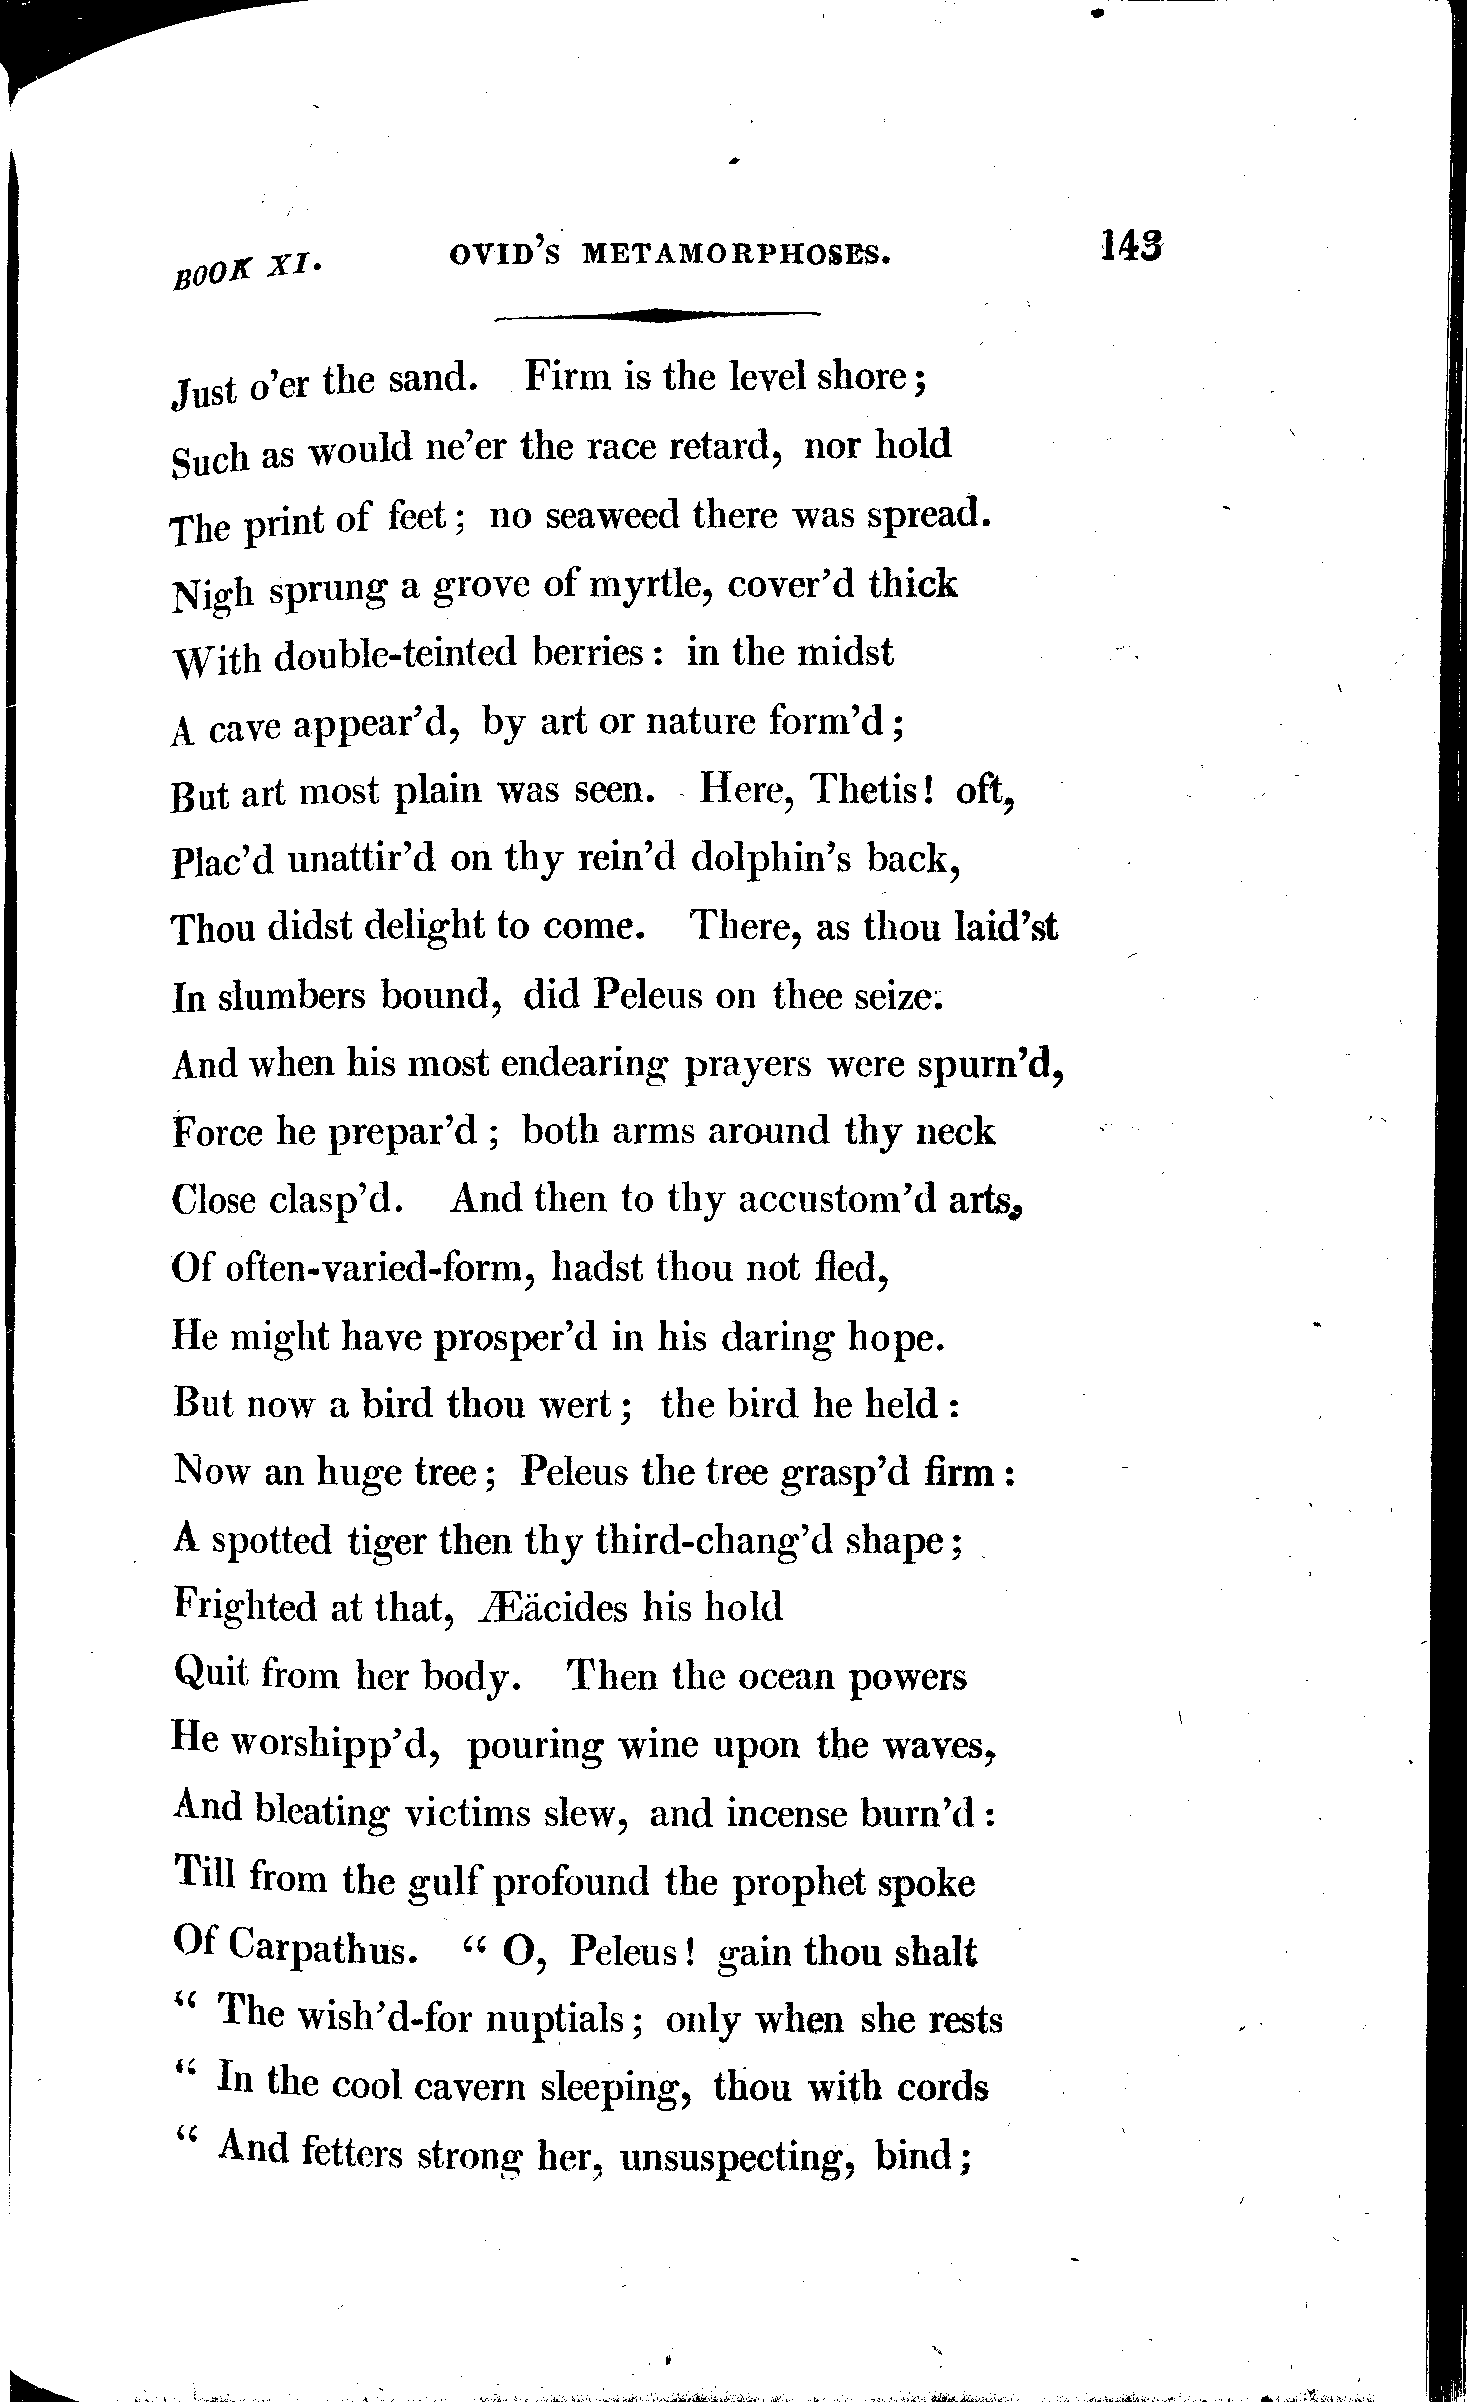 BOOK XI. OVID'S METAMORPHOSES. 143
Just o'er the sand. Firm is the level shore;
Such as would ne'er the race retard, nor hold
The print of feet; no seaweed there was spread.
Nigh sprung a grove of myrtle, cover'd thick
With double-teinted berries: in the midst
A cave appear'd, by art or nature form'd;
But art most plain was seen. Here, Thetis! oft,
Plac'd unattir'd on thy rein'd dolphin's back,
Thou didst delight to come. There, as thou laid'st
In slumbers bound, did Peleus on thee seize.
And when his most endearing prayers were spurn'd,
Force he prepar'd; both arms around thy neck
Close clasp'd. And then to thy accustom'd arts,
Of often-varied-form, hadst thou not fled,
He might have prosper'd in his daring hope.
But now a bird thou wert; the bird he held:
Now an huge tree; Peleus the tree grasp'd firm:
A spotted tiger then thy third-chang'd shape;
Frighted at that, Æäcides his hold
Quit from her body. Then the ocean powers
He worshipp'd, pouring wine upon the waves,
And bleating victims slew, and incense burn'd:
Till from the gulf profound the prophet spoke
Of Carpathus. “ O, Peleus! gain thou shalt
“ The wish'd-for nuptials; only when she rests
“ In the cool cavern sleeping, thou with cords
“ And fetters strong her, unsuspecting, bind;